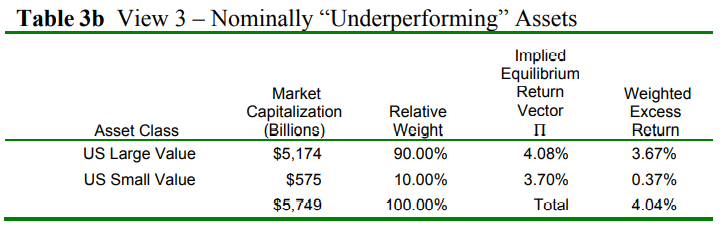 Table 3b View 3 – Nominally “Underperforming” Assets
Implied
Equilibrium
Market Return Weighted
Capitalization Relative Vector Excess
Asset Class (Billions) Weight Π Return
US Large Value $5,174 90.00% 4.08% 3.67%
US Small Value $575 10.00% 3.70% 0.37%
$5,749 100.00% Total 4.04%